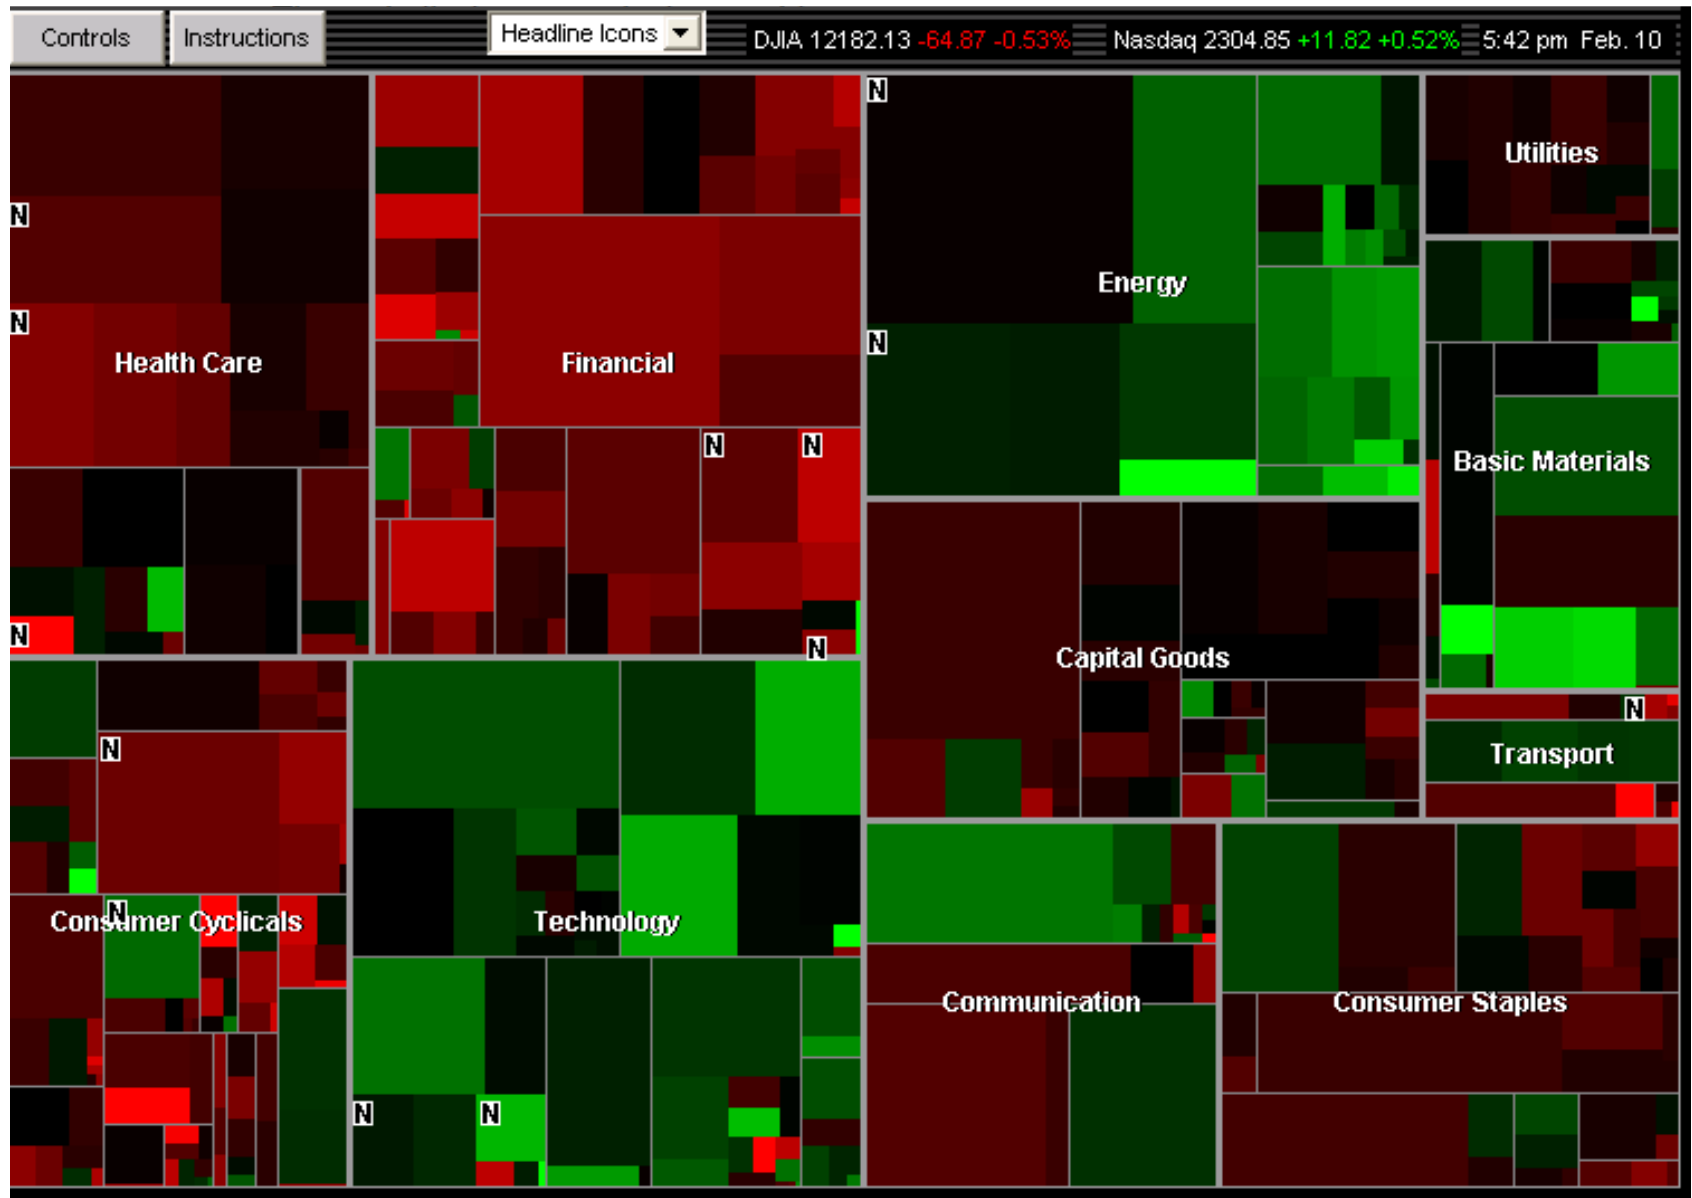 Controls
Instructions
Headline Icons
DJIA 12182.13 -64.87 -0.53%
Nasdaq 2304.85 +11.82 +0.52%
5:42 pm Feb. 10
N
N
Utilities
N
Energy
N
N
Health Care
Financial
N
N
Basic Materials
N
N
Capital Goods
N
N
Transport
N
Consumer Cyclicals
Technology
Communication
Consumer Staples
N
N